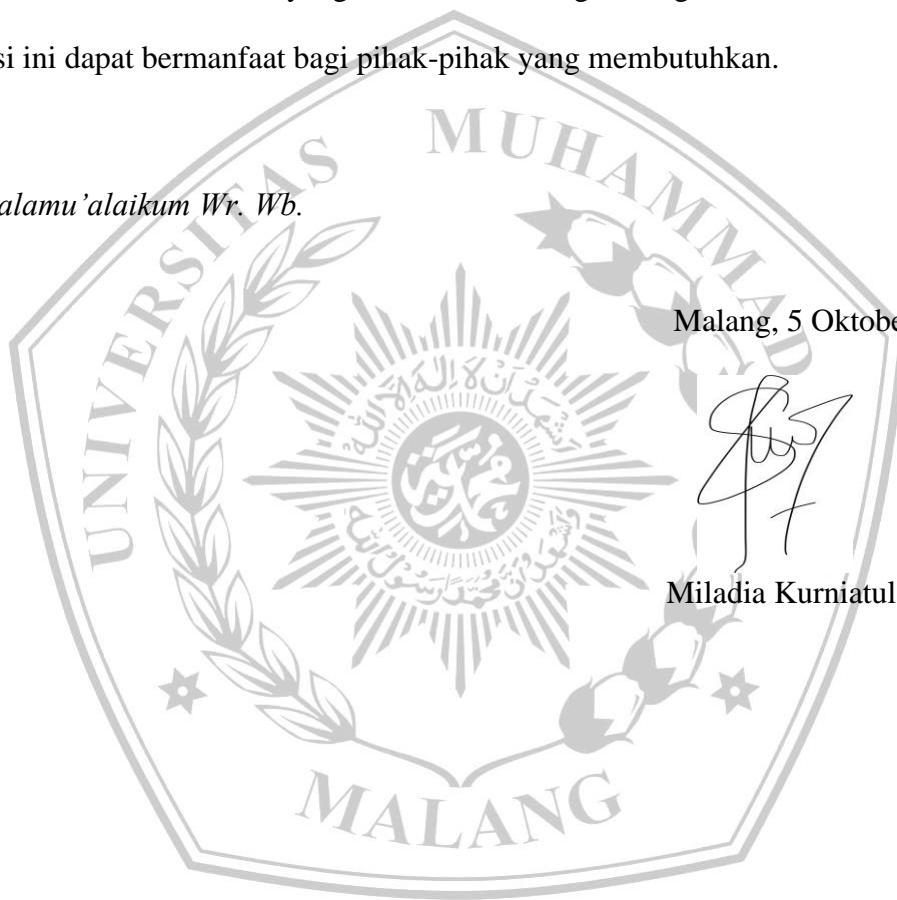 si ini dapat bermanfaat bagi pihak-pihak yang membutuhkan.
alamu’alaikum Wr. Wb.
Malang, 5 Oktobe
Miladia Kurniatul
UNIVERSITAS MUHAMMAD
MALANG